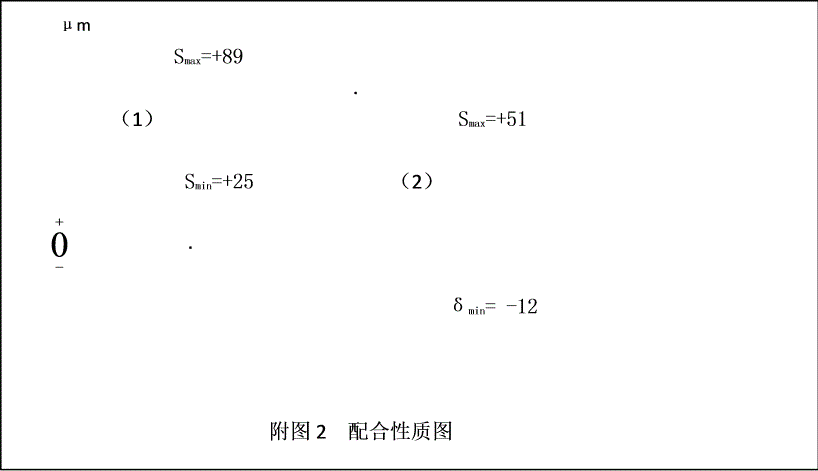 μm
Smax=+89
（1）
Smax=+51
Smin=+25
（2）
+
0
−
δmin= -12
附图2 配合性质图